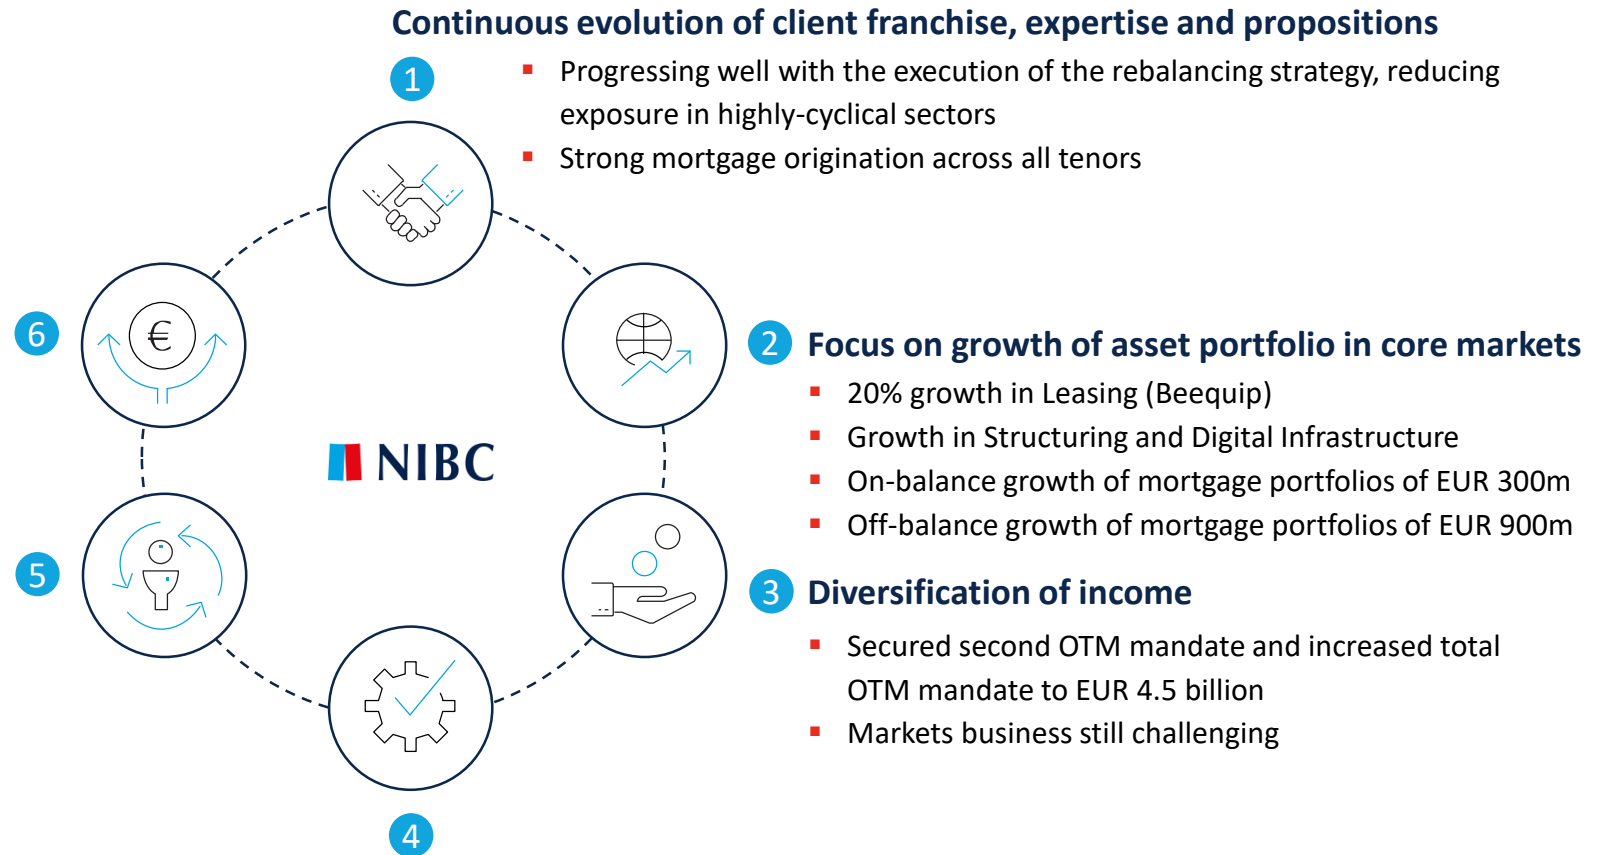 Continuous evolution of client franchise, expertise and propositions
1
▪ Progressing well with the execution of the rebalancing strategy, reducing
exposure in highly-cyclical sectors
▪ Strong mortgage origination across all tenors
6
€
2 Focus on growth of asset portfolio in core markets
▪ 20% growth in Leasing (Beequip)
▪ Growth in Structuring and Digital Infrastructure
▪ On-balance growth of mortgage portfolios of EUR 300m
▪ Off-balance growth of mortgage portfolios of EUR 900m
NIBC
5
3 Diversification of income
▪ Secured second OTM mandate and increased total
OTM mandate to EUR 4.5 billion
▪ Markets business still challenging
4